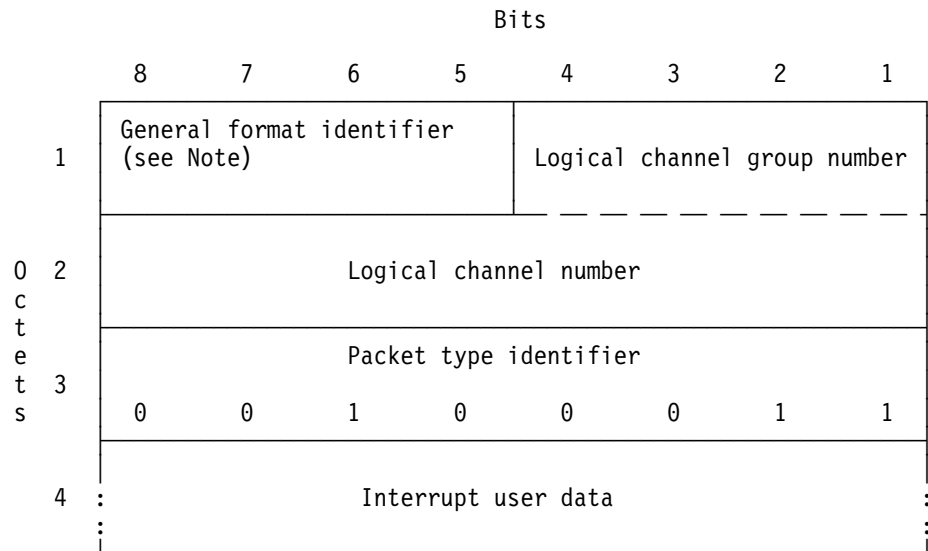 Bits
8 7 6 5 4 3 2 1
General format identifier
(see Note)
1
Logical channel group number
Octets
2
Logical channel number
Packet type identifier
3
0 0 1 0 0 0 1 1
4
Interrupt user data